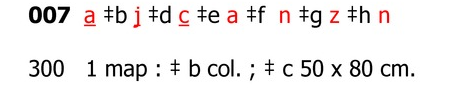 007 a ‡b j ‡d c ‡e a ‡f n ‡g z ‡h n
300 1 map : ‡ b col. ; ‡ c 50 x 80 cm.